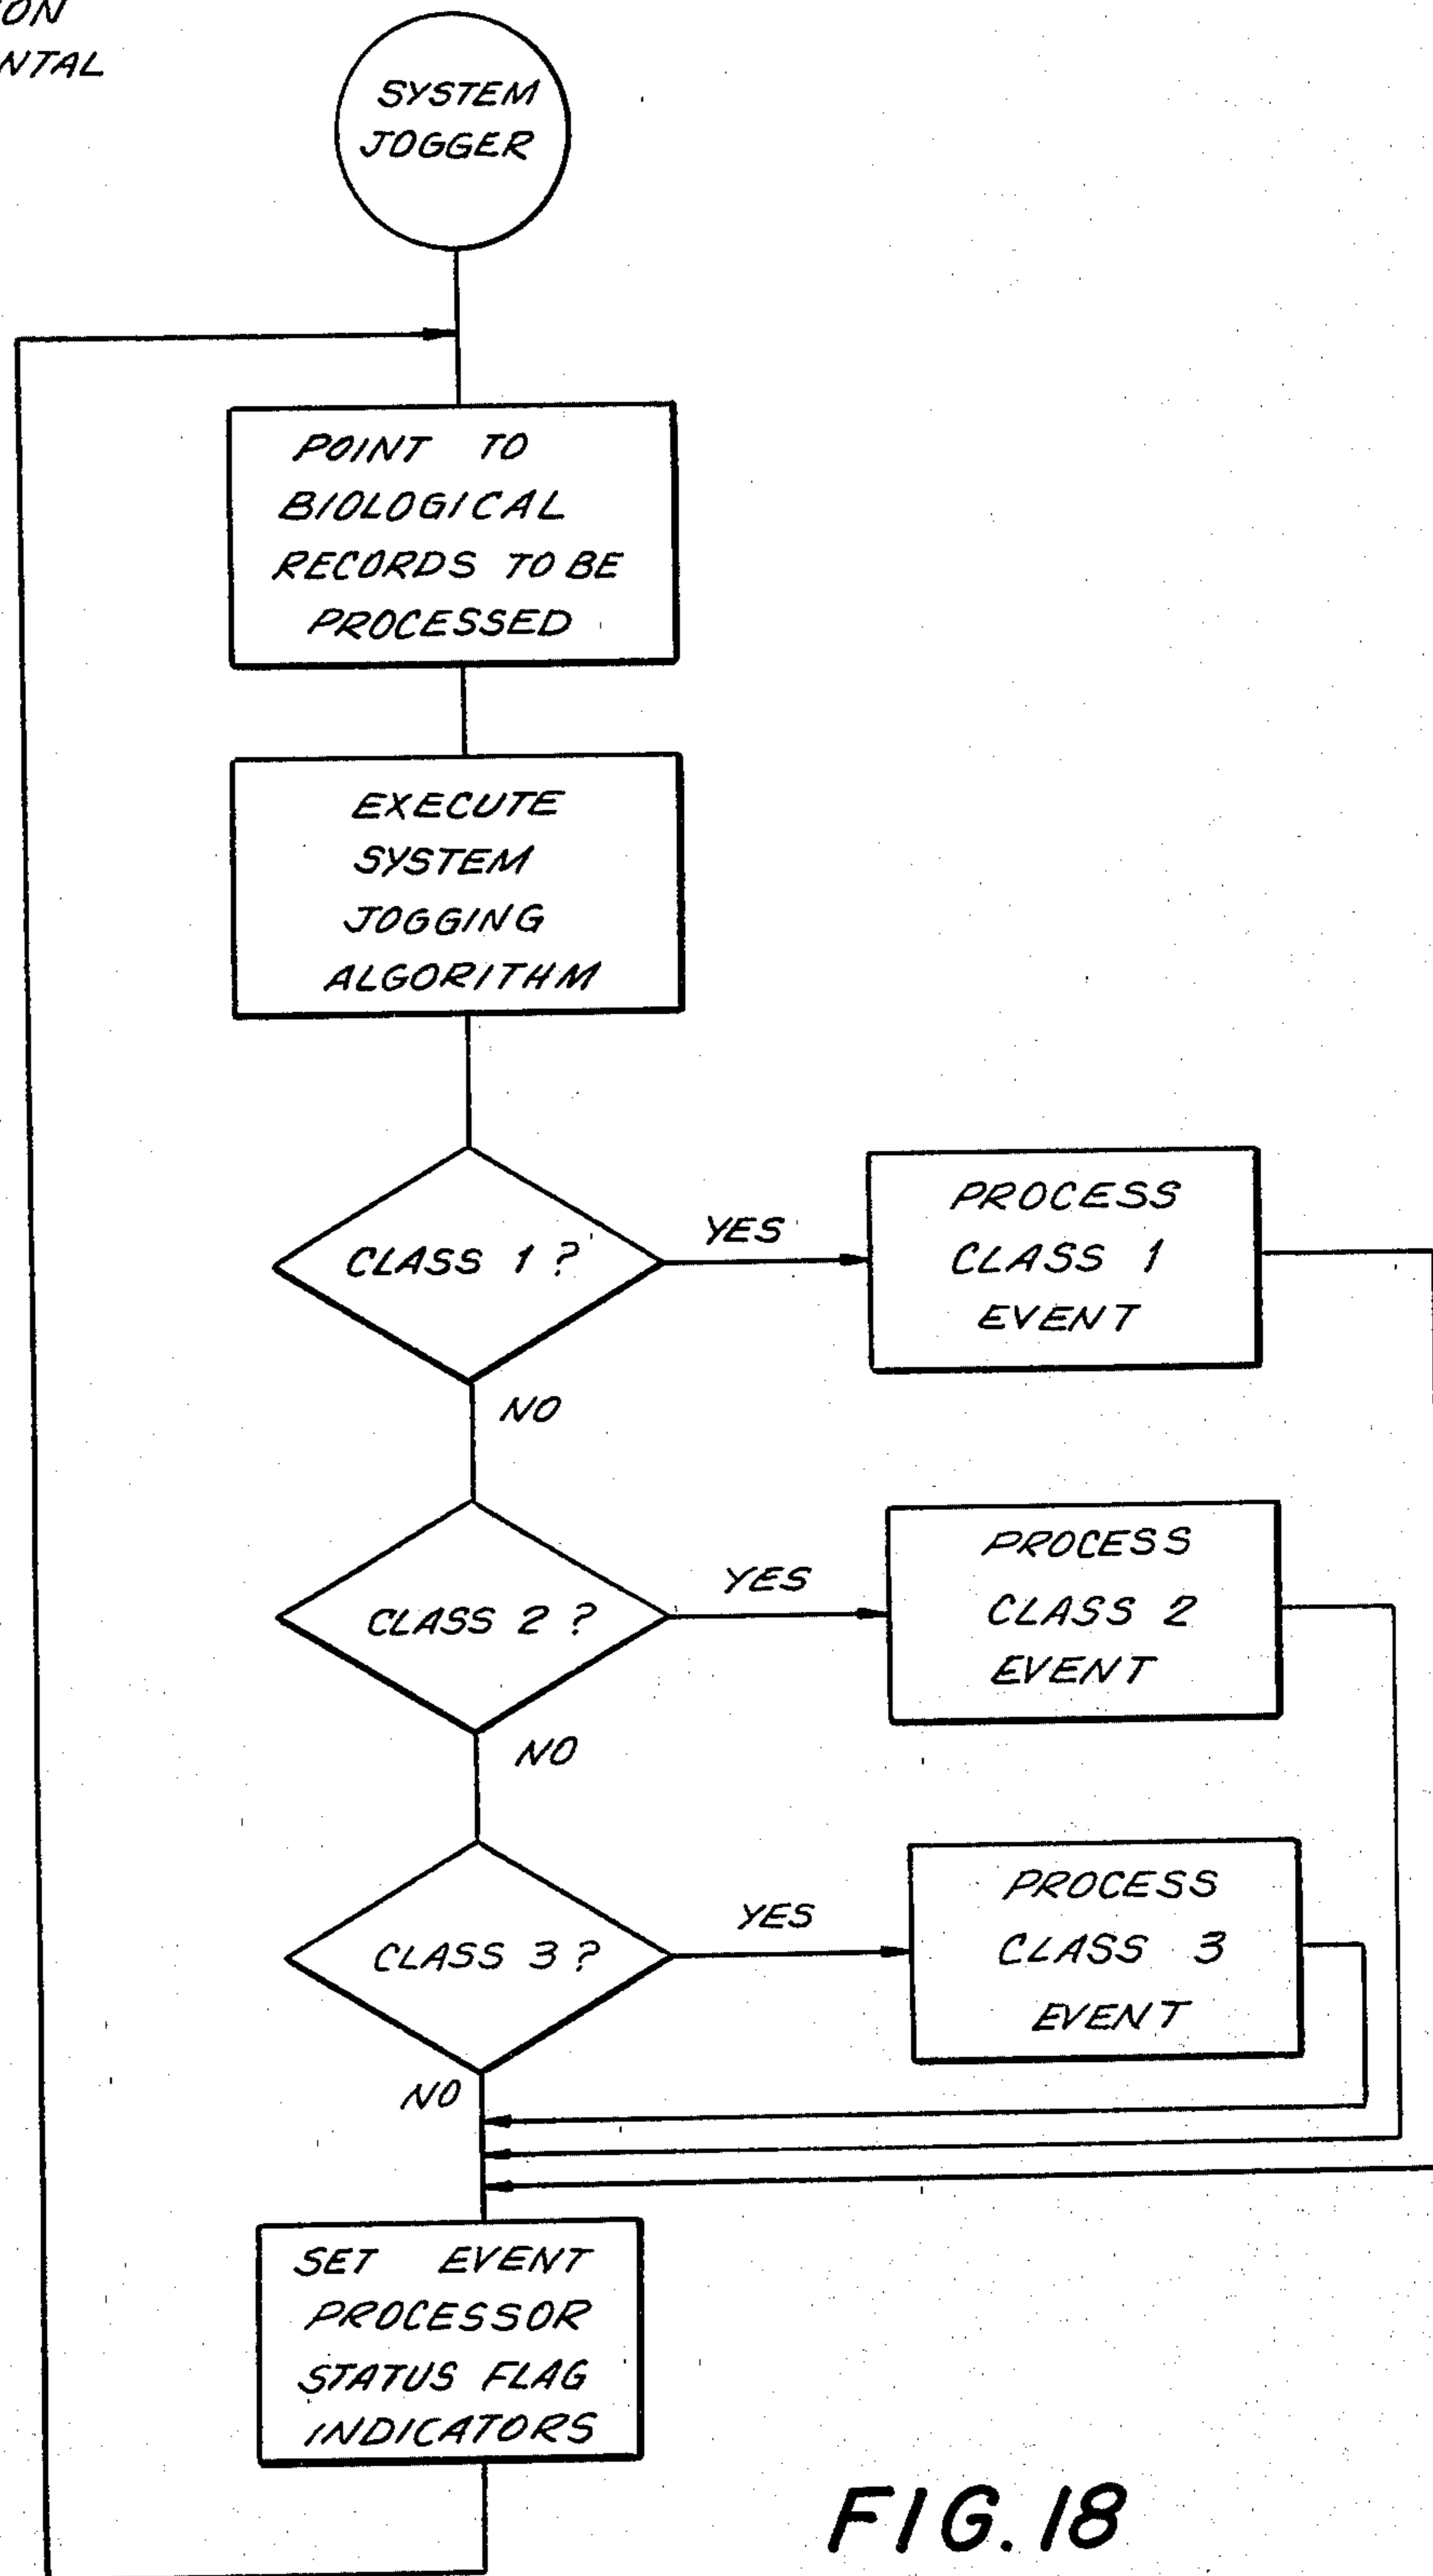 SYSTEM
JOGGER
POINT TO
BIOLOGICAL
RECORDS TO BE
PROCESSED
EXECUTE
SYSTEM
JOGGING
ALGORITHM
CLASS 1 ?
YES
PROCESS
CLASS 1
EVENT
NO
CLASS 2 ?
YES
PROCESS
CLASS 2
EVENT
NO
CLASS 3 ?
YES
PROCESS
CLASS 3
EVENT
NO
SET EVENT
PROCESSOR
STATUS FLAG
INDICATORS
FIG. 18